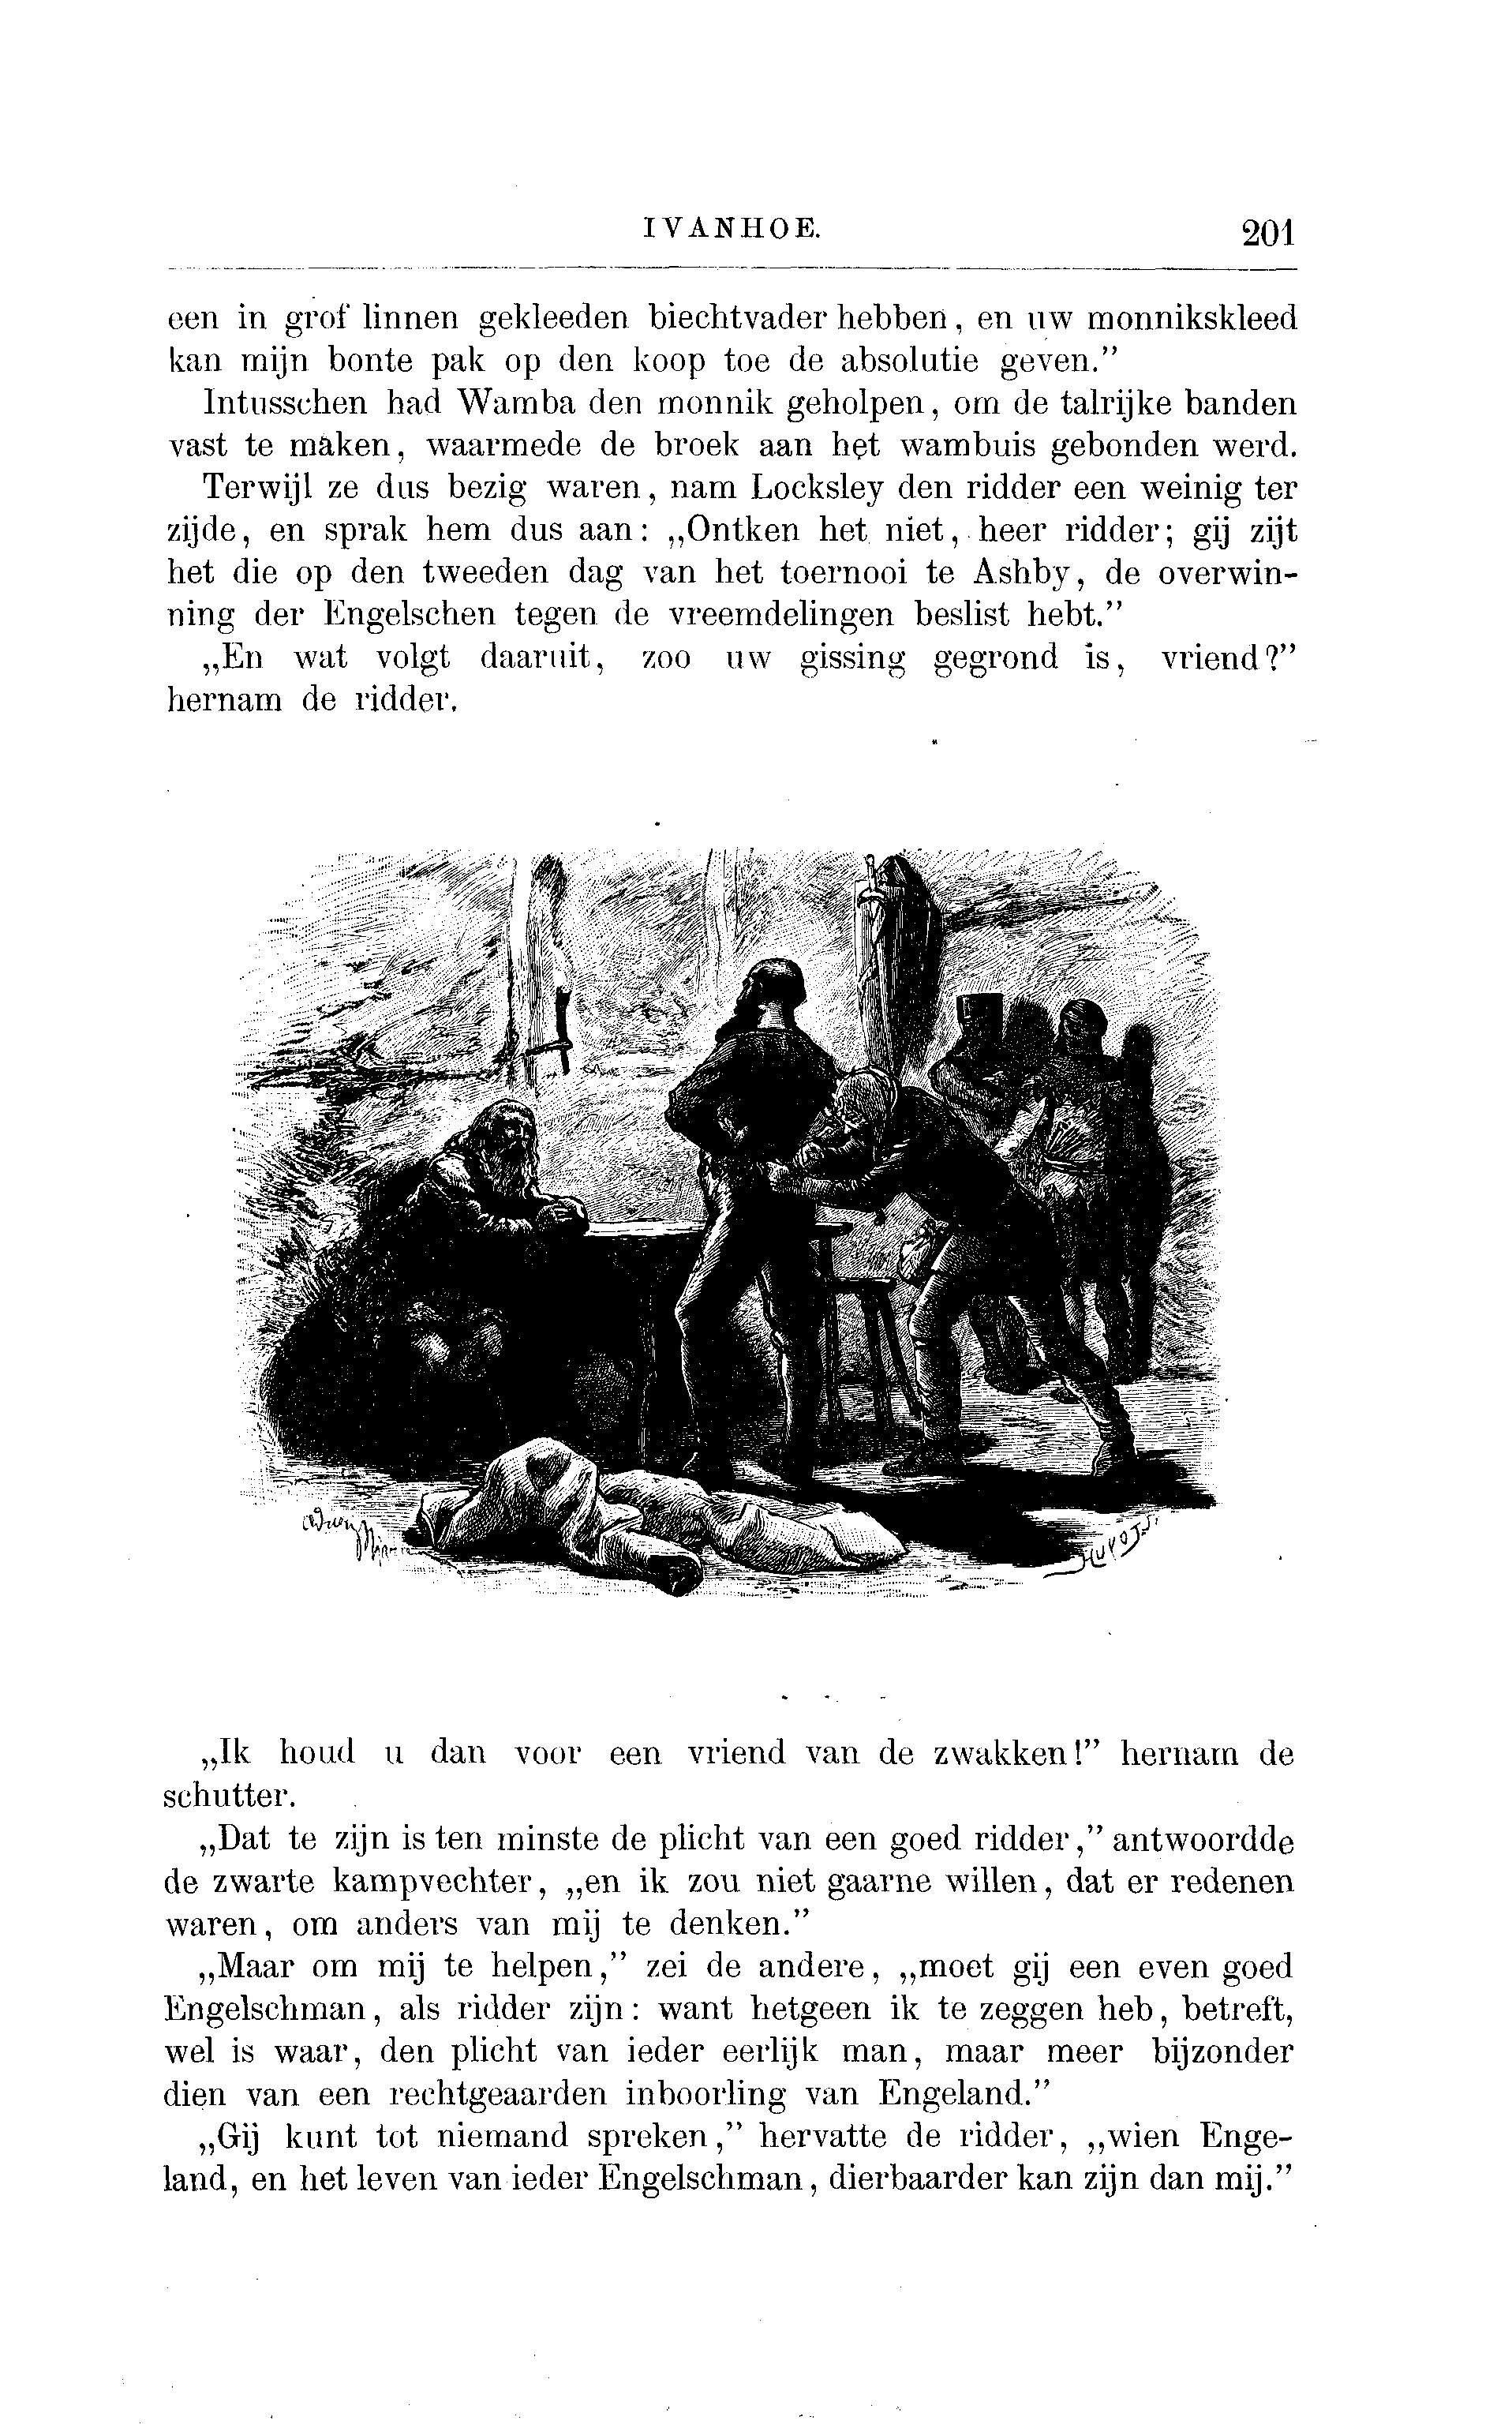 IVANHOE. 201
een in grof linnen gekleeden biechtvader hebben, en uw monnikskleed
kan mijn bonte pak op den koop toe de absolutie geven.”
Intusschen had Wamba den monnik geholpen, om de talrijke banden
vast te maken, waarmede de broek aan het wambuis gebonden werd.
Terwijl ze dus bezig waren, nam Locksley den ridder een weinig ter
zijde, en sprak hem dus aan: „Ontken het niet, heer ridder; gij zijt
het die op den tweeden dag van het toernooi te Ashby, de overwin-
ning der Engelschen tegen de vreemdelingen beslist hebt.”
„En wat volgt daaruit, zoo uw gissing gegrond is, vriend?”
hernam de ridder.
HUYOT
„Ik houd u dan voor een vriend van de zwakken!” hernam de
schutter.
„Dat te zijn is ten minste de plicht van een goed ridder,” antwoordde
de zwarte kampvechter, „en ik zou niet gaarne willen, dat er redenen
waren, om anders van mij te denken.”
„Maar om mij te helpen,” zei de andere, „moet gij een even goed
Engelschman, als ridder zijn: want hetgeen ik te zeggen heb, betreft,
wel is waar, den plicht van ieder eerlijk man, maar meer bijzonder
dien van een rechtgeaarden inboorling van Engeland.”
„Gij kunt tot niemand spreken,” hervatte de ridder, „wien Enge-
land, en het leven van ieder Engelschman, dierbaarder kan zijn dan mij.”